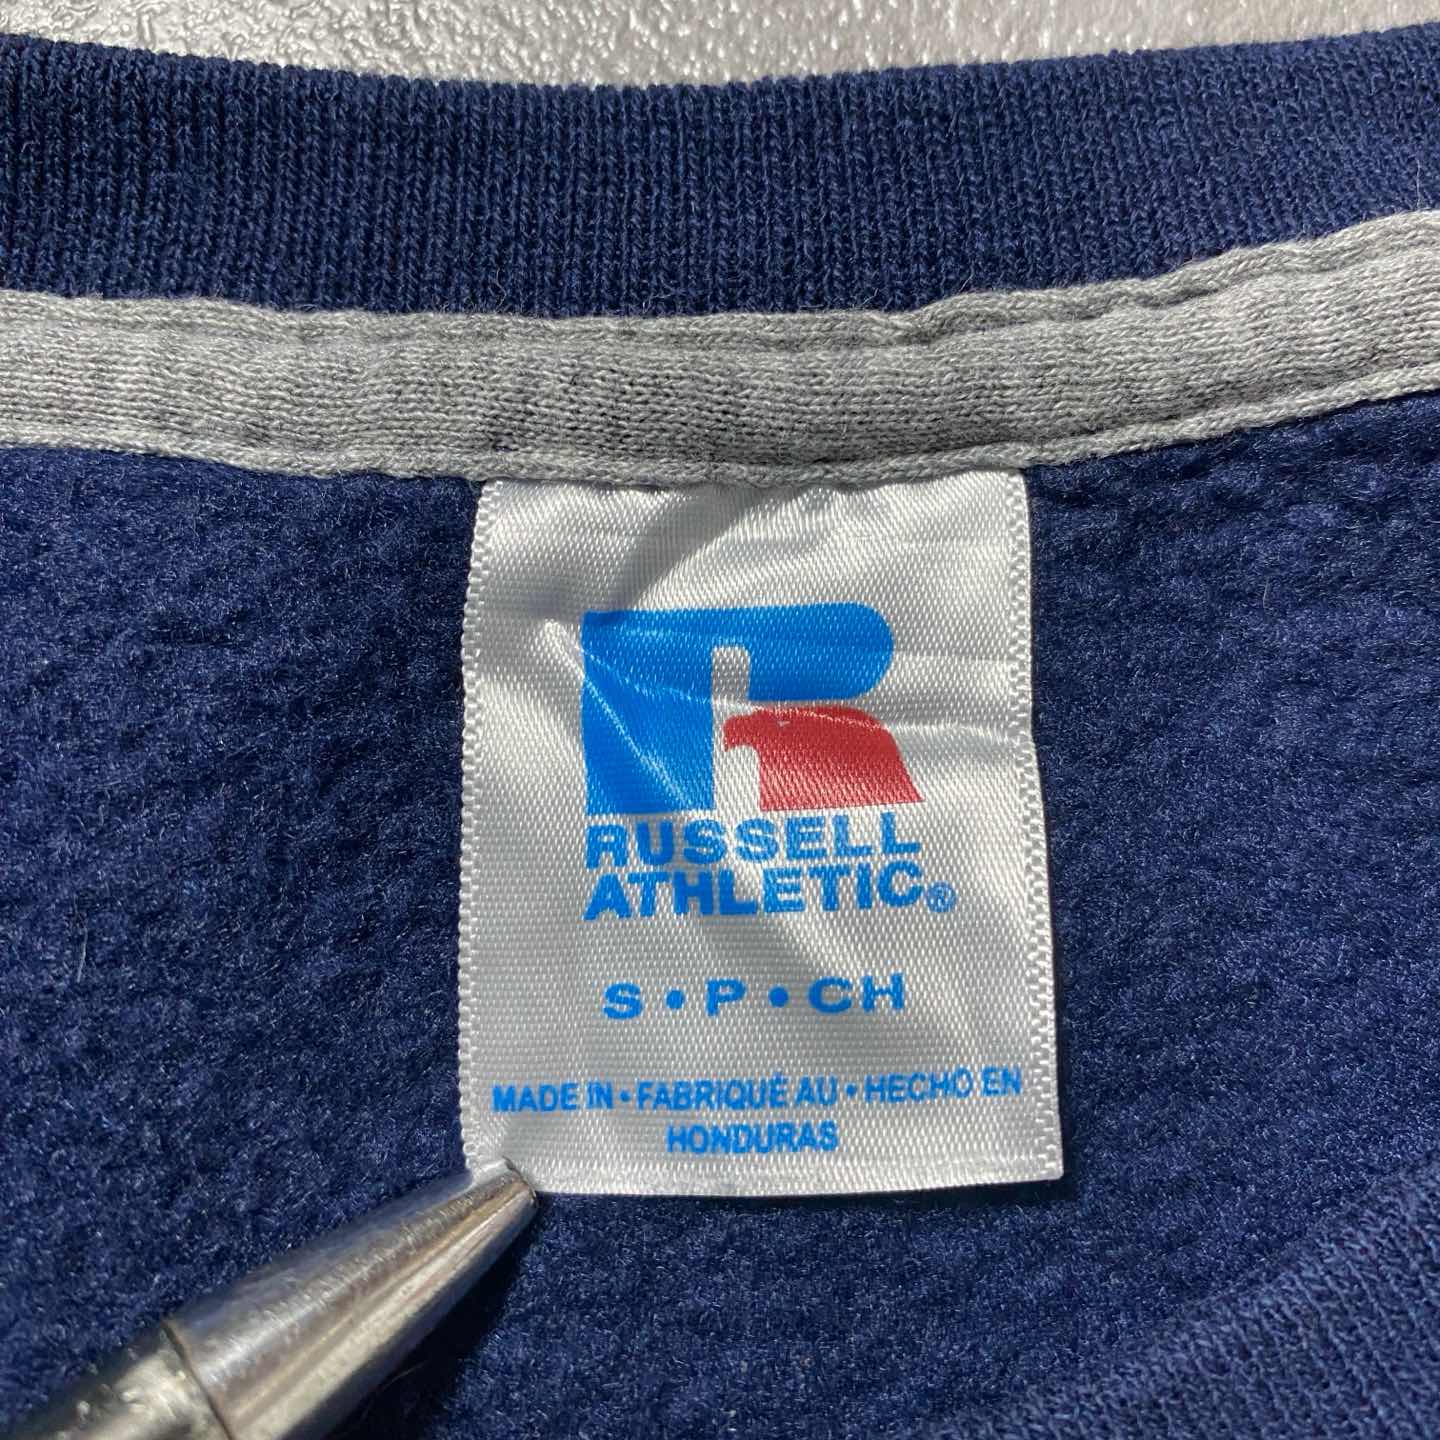 RUSSELL
ATHLETIC®
S • P • CH
MADE IN • FABRIQUÉ AU • HECHO EN
HONDURAS